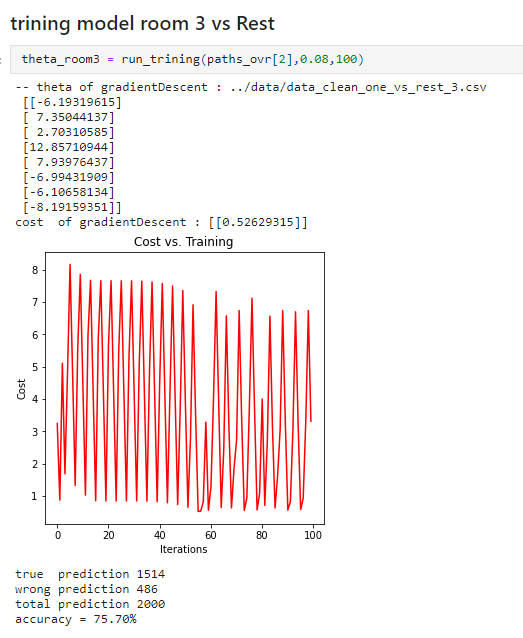 trining model room 3 vs Rest
theta_room3 = run_trining(paths_ovr[2],0.08,100)
-- theta of gradientDescent : ../data/data_clean_one_vs_rest_3.csv
[[-6.19319615]
[ 7.35044137]
[ 2.70310585]
[12.85710944]
[ 7.93976437]
[-6.99431909]
[-6.10658134]
[-8.19159351]]
cost  of gradientDescent : [[0.52629315]]
Cost vs. Training
8
7
6
5
4
3
2
1
Cost
0 20 40 60 80 100
Iterations
true  prediction 1514
wrong prediction 486
total prediction 2000
accuracy = 75.70%